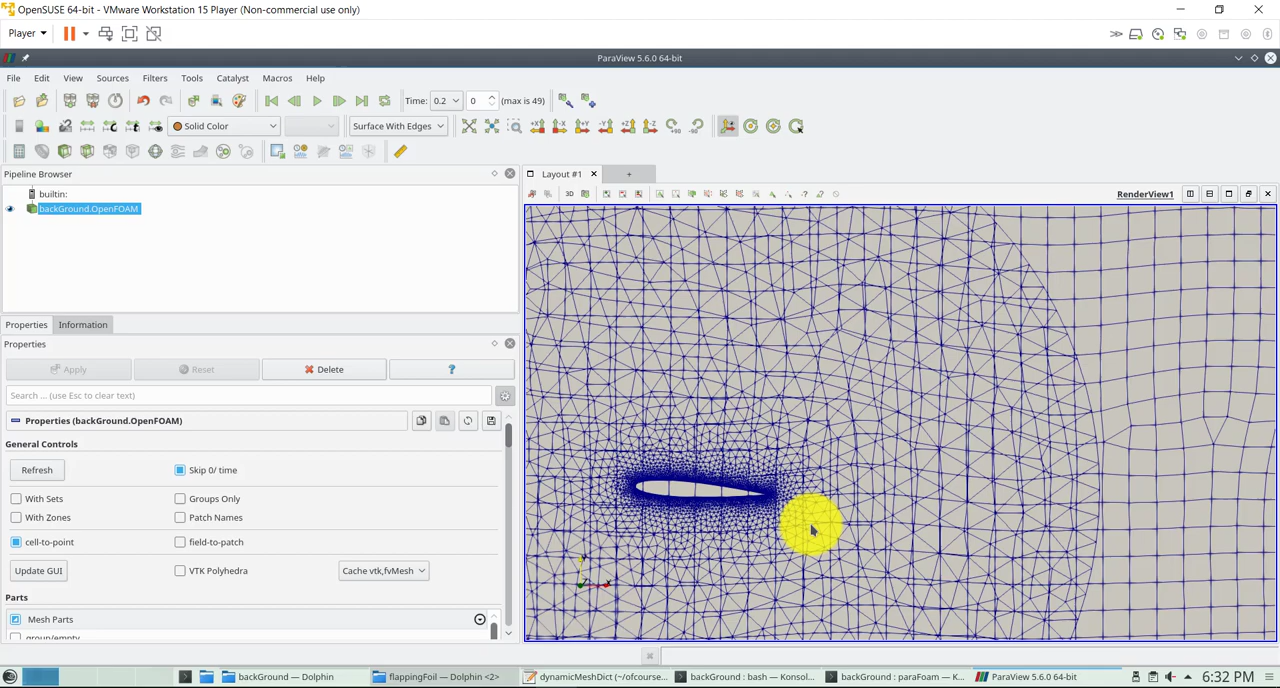 OpenSUSE 64-bit - VMware Workstation 15 Player (Non-commercial use only)
Player
ParaView 5.6.0 64-bit
File Edit View Sources Filters Tools Catalyst Macros Help
Time: 0.2 0 (max is 49)
Solid Color Surface With Edges
Pipeline Browser
builtin:
backGround.OpenFOAM
Layout #1 +
3D RenderView1
Properties Information
Properties
Apply Reset Delete ?
Search ... (use Esc to clear text)
Properties (backGround.OpenFOAM)
General Controls
Refresh Skip 0/ time
With Sets Groups Only
With Zones Patch Names
cell-to-point field-to-patch
Update GUI VTK Polyhedra Cache vtk,fvMesh
Parts
Mesh Parts
group/empty
backGround — Dolphin flappingFoil — Dolphin <2> dynamicMeshDict (~/ofcourse... backGround : bash — Konsol... backGround : paraFoam — K... ParaView 5.6.0 64-bit 6:32 PM